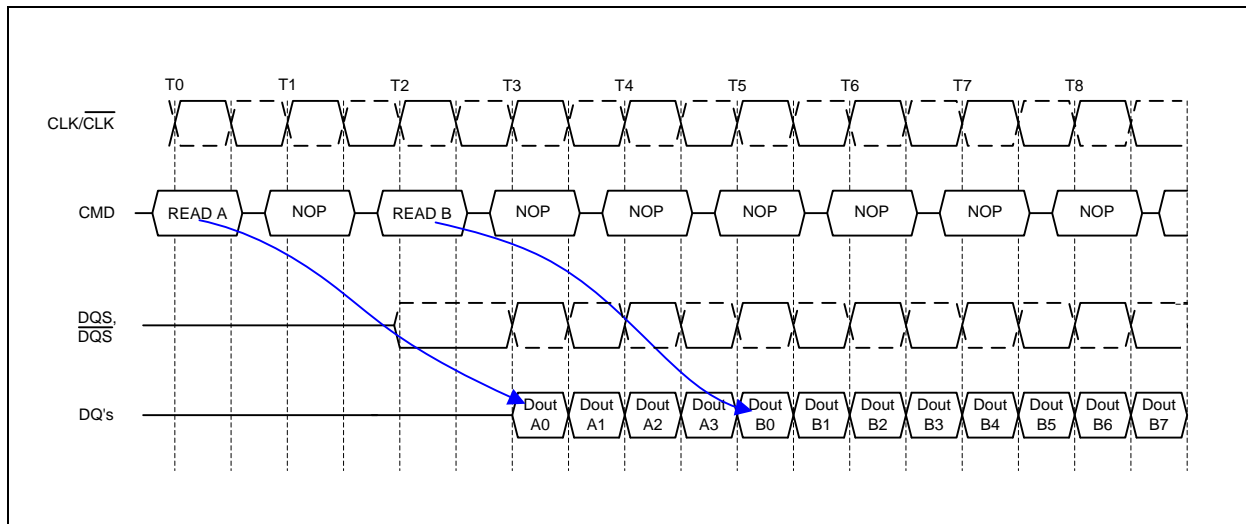 T0 T1 T2 T3 T4 T5 T6 T7 T8
CLK/CLK
CMD READ A NOP READ B NOP NOP NOP NOP NOP NOP
DQS,
DQS
DQ's Dout Dout Dout Dout Dout Dout Dout Dout Dout Dout Dout Dout
A0 A1 A2 A3 B0 B1 B2 B3 B4 B5 B6 B7